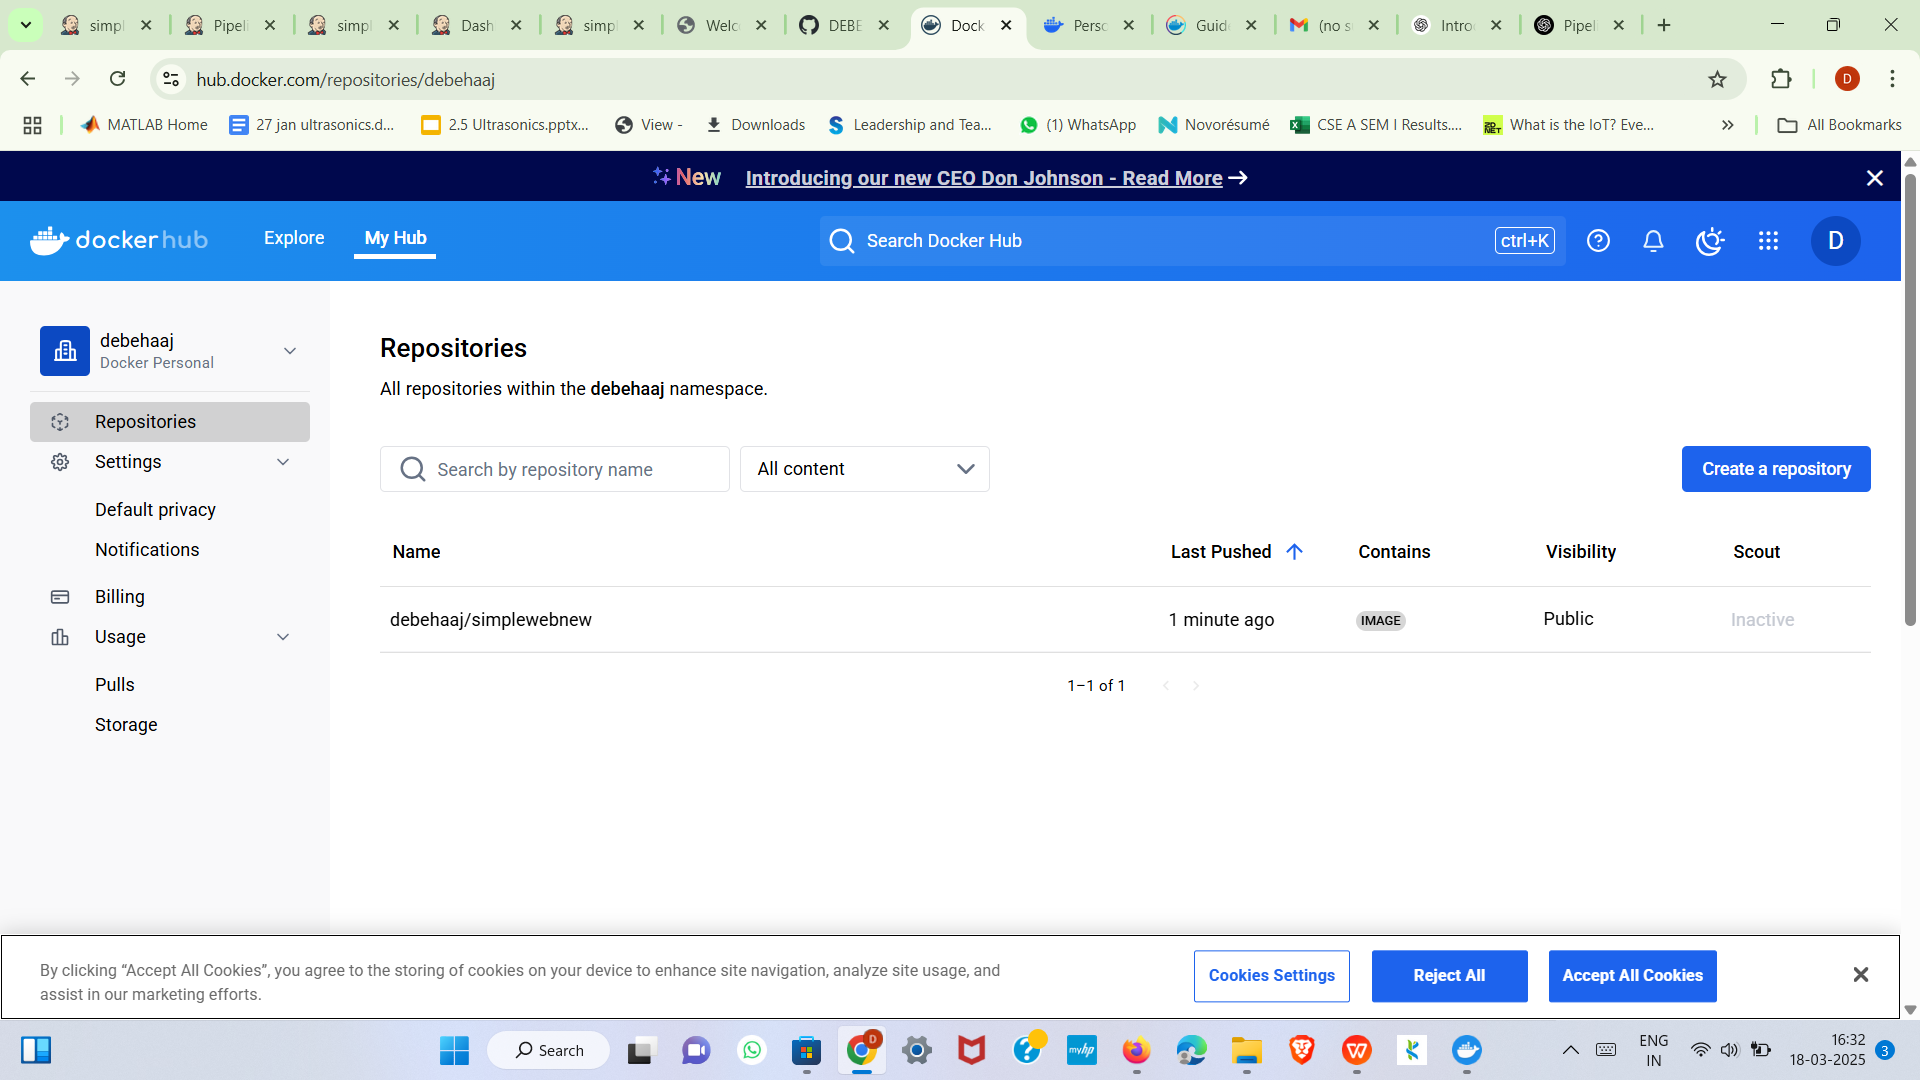 simpl
Pipeli
simpl
Dash
simpl
Welc
DEBE
Dock
Perso
Guid
(no s
Intro
Pipel
hub.docker.com/repositories/debehaaj
D
MATLAB Home
27 jan ultrasonics.d...
2.5 Ultrasonics.pptx...
View -
Downloads
Leadership and Tea...
(1) WhatsApp
Novorésumé
CSE A SEM I Results....
What is the IoT? Eve...
All Bookmarks
New
Introducing our new CEO Don Johnson - Read More →
docker hub
Explore
My Hub
Search Docker Hub
ctrl+K
D
debehaaj
Docker Personal
Repositories
Settings
Default privacy
Notifications
Billing
Usage
Pulls
Storage
Repositories
All repositories within the debehaaj namespace.
Search by repository name
All content
Create a repository
Name
Last Pushed
Contains
Visibility
Scout
debehaaj/simplewebnew
1 minute ago
IMAGE
Public
Inactive
1–1 of 1
By clicking “Accept All Cookies”, you agree to the storing of cookies on your device to enhance site navigation, analyze site usage, and
assist in our marketing efforts.
Cookies Settings
Reject All
Accept All Cookies
Search
D
myhp
ENG
IN
16:32
18-03-2025
3